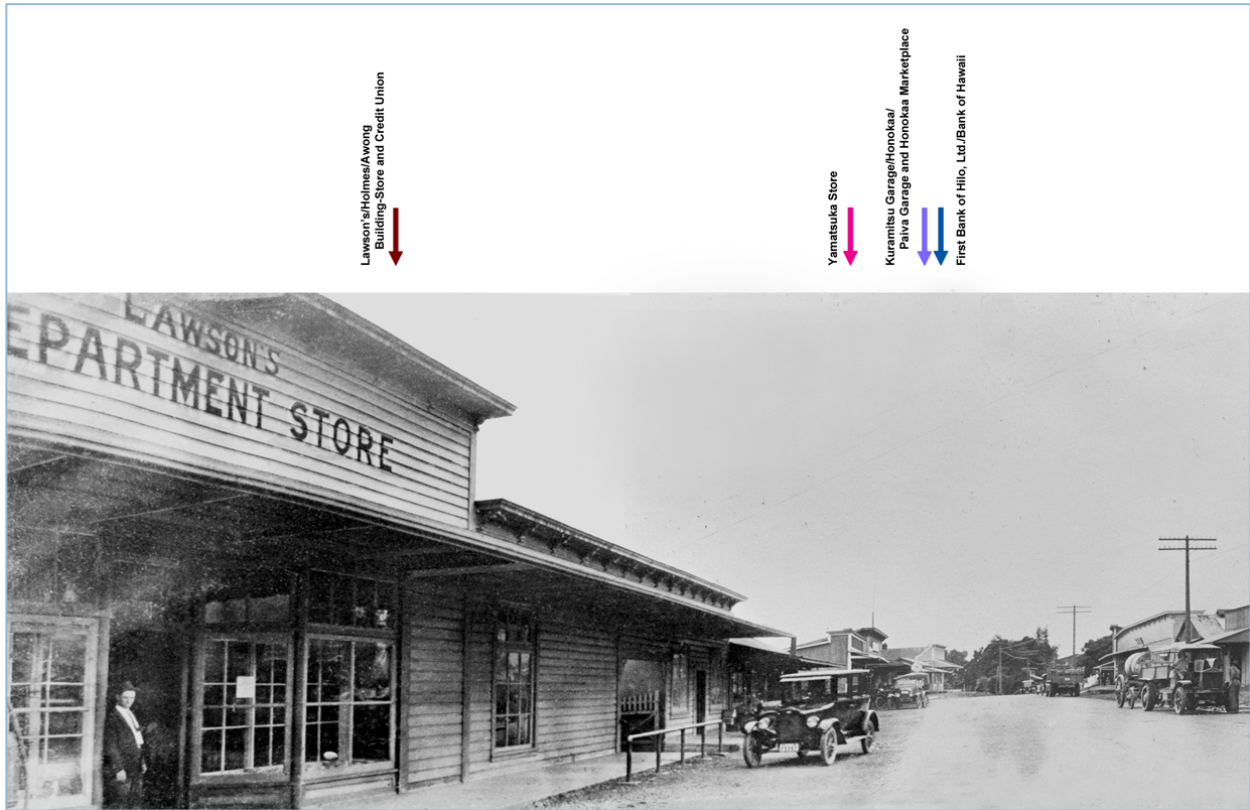 Lawson's/Holmes/Awong
Building-Store and Credit Union
Yamatsuka Store
Kuramitsu Garage/Honokaa/
Paiva Garage and Honokaa Marketplace
First Bank of Hilo, Ltd./Bank of Hawaii
LAWSON'S
EPARTMENT STORE